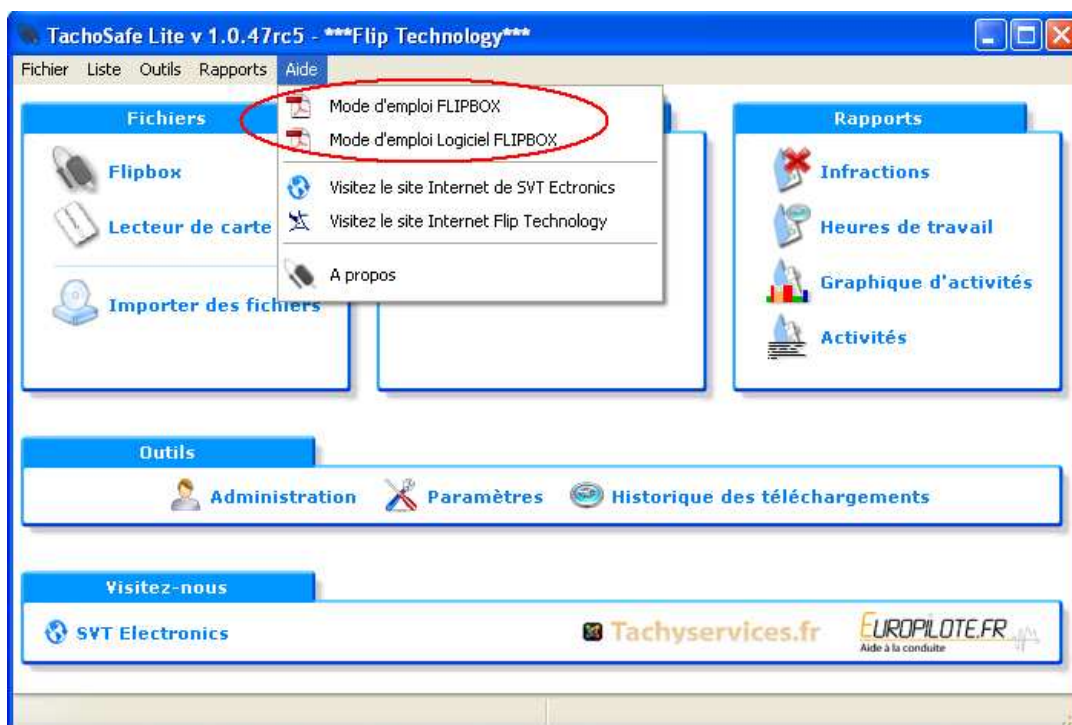 TachoSafe Lite v 1.0.47rc5 - ***Flip Technology***
Fichier Liste Outils Rapports Aide
Mode d'emploi FLIPBOX
Mode d'emploi Logiciel FLIPBOX
Visitez le site Internet de SVT Ectronics
Visitez le site Internet Flip Technology
A propos
Fichiers
Flipbox
Lecteur de carte
Importer des fichiers
Rapports
Infractions
Heures de travail
Graphique d'activités
Activités
Outils
Administration Paramètres Historique des téléchargements
Visitez-nous
SVT Electronics Tachyservices.fr EUROPILOTE.FR
Aide à la conduite